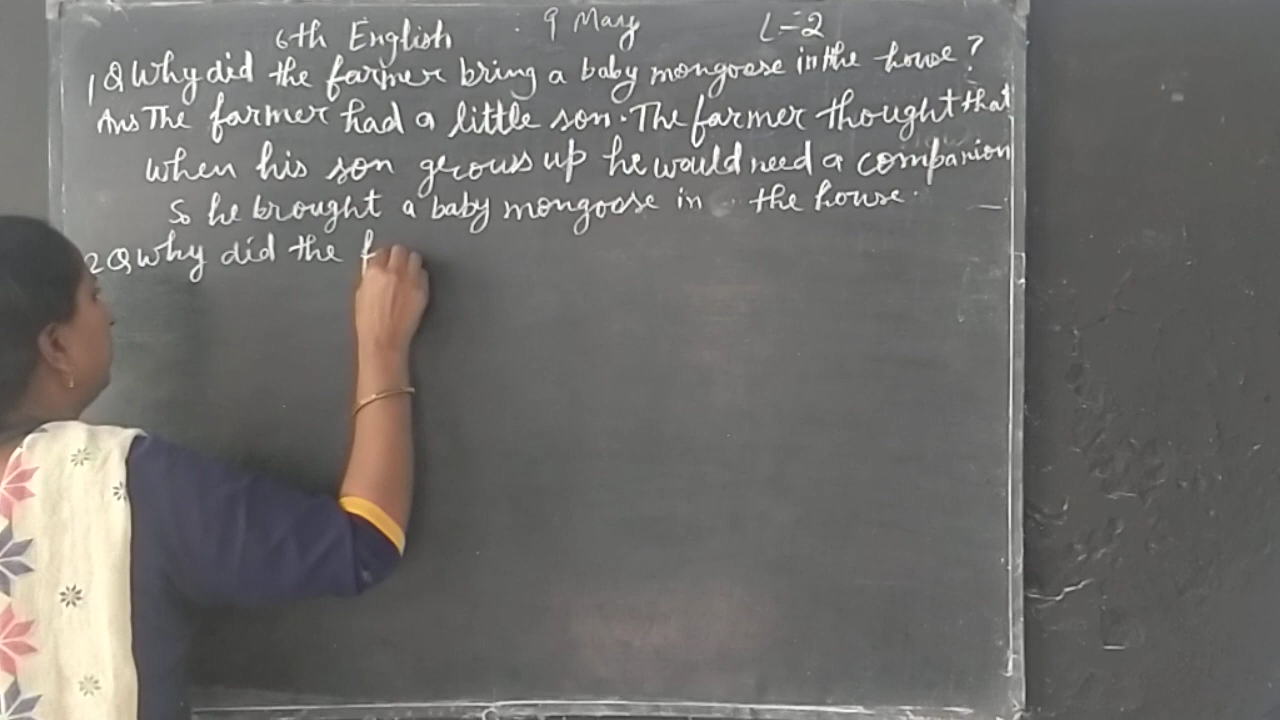 6th English 9 May L-2
1 Q Why did the farmer bring a baby mongoose in the house?
Ans The farmer had a little son. The farmer thought that
when his son grows up he would need a companion
So he brought a baby mongoose in the house.
2 Q Why did the f